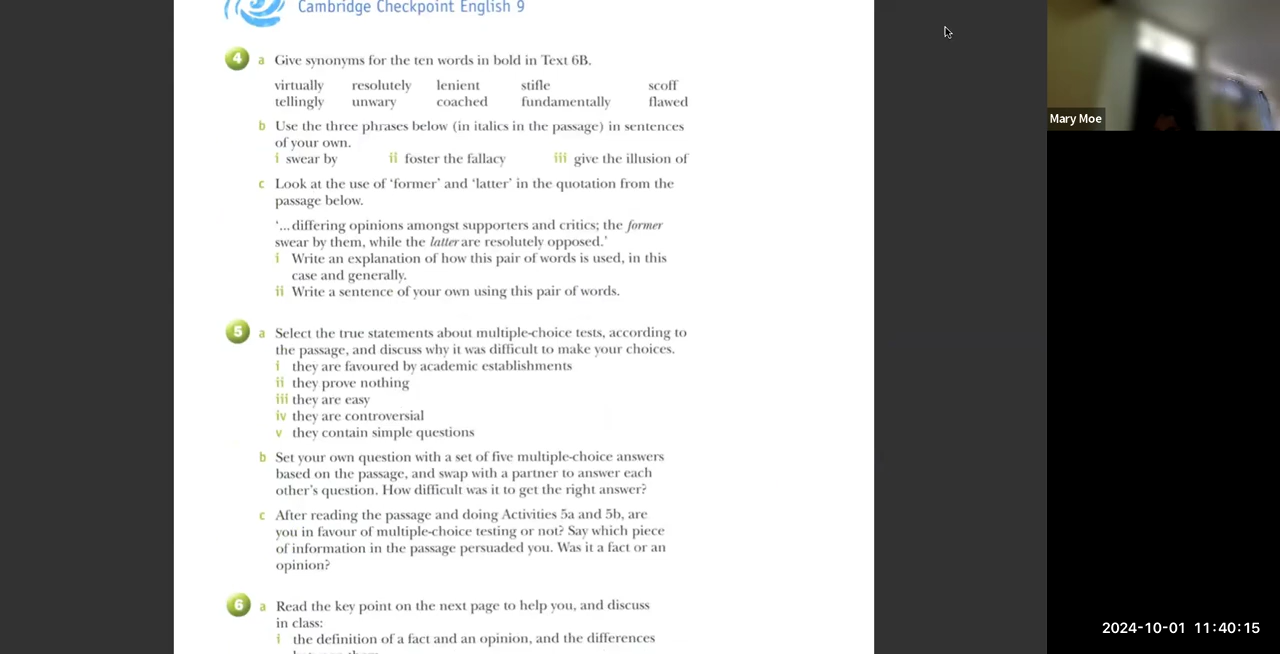 Cambridge Checkpoint English 9
4 a Give synonyms for the ten words in bold in Text 6B.
virtually resolutely lenient stifle scoff
tellingly unwary coached fundamentally flawed
b Use the three phrases below (in italics in the passage) in sentences
of your own.
i swear by ii foster the fallacy iii give the illusion of
c Look at the use of ‘former’ and ‘latter’ in the quotation from the
passage below.
‘...differing opinions amongst supporters and critics; the former
swear by them, while the latter are resolutely opposed.’
i Write an explanation of how this pair of words is used, in this
case and generally.
ii Write a sentence of your own using this pair of words.
5 a Select the true statements about multiple-choice tests, according to
the passage, and discuss why it was difficult to make your choices.
i they are favoured by academic establishments
ii they prove nothing
iii they are easy
iv they are controversial
v they contain simple questions
b Set your own question with a set of five multiple-choice answers
based on the passage, and swap with a partner to answer each
other's question. How difficult was it to get the right answer?
c After reading the passage and doing Activities 5a and 5b, are
you in favour of multiple-choice testing or not? Say which piece
of information in the passage persuaded you. Was it a fact or an
opinion?
6 a Read the key point on the next page to help you, and discuss
in class:
i the definition of a fact and an opinion, and the differences
Mary Moe
2024-10-01 11:40:15